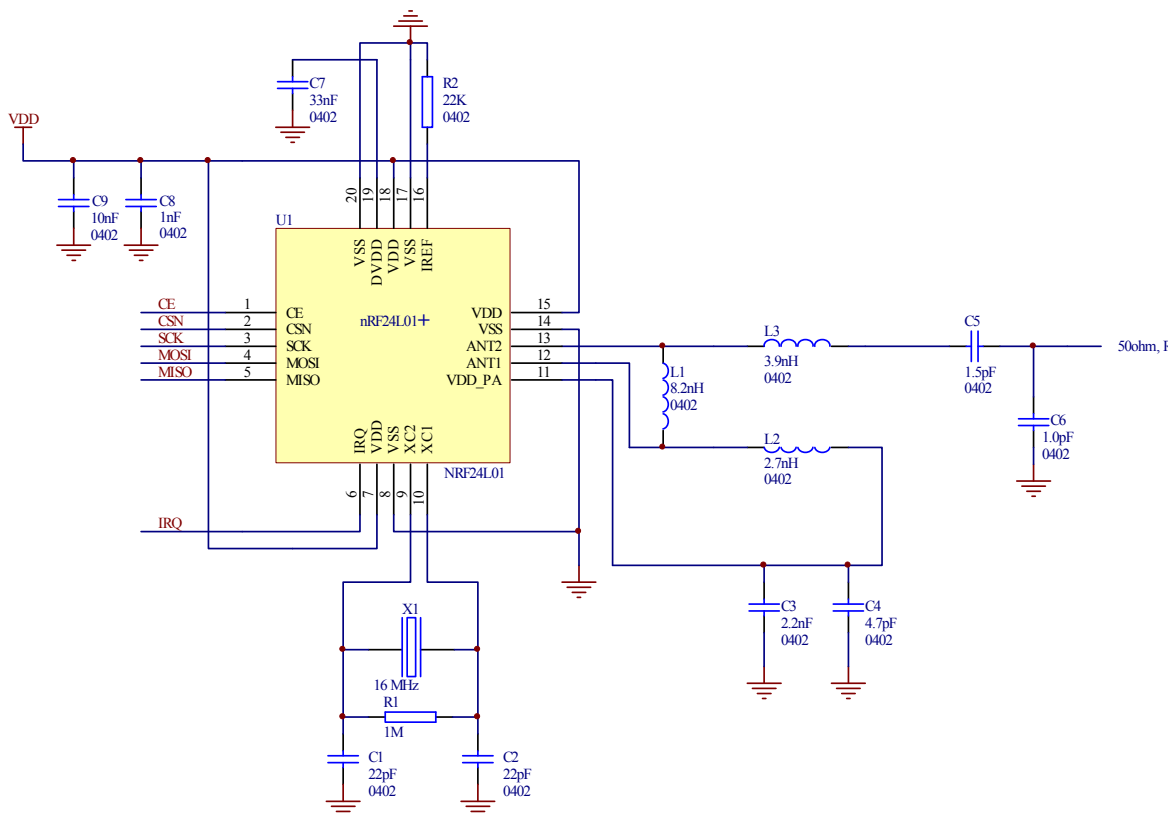 C7
33nF
0402
R2
22K
0402
VDD
C9
10nF
0402
C8
1nF
0402
20
19
18
17
16
U1
VSS
DVDD
VDD
VSS
IREF
nRF24L01+
CE
1
CE
CSN
2
CSN
SCK
3
SCK
MOSI
4
MOSI
MISO
5
MISO
VDD
15
VSS
14
ANT2
13
ANT1
12
VDD_PA
11
IRQ
VDD
VSS
XC2
XC1
NRF24L01
6
7
8
9
10
IRQ
L3
3.9nH
0402
L1
8.2nH
0402
L2
2.7nH
0402
C5
1.5pF
0402
50ohm, F
C6
1.0pF
0402
C3
2.2nF
0402
C4
4.7pF
0402
X1
16 MHz
R1
1M
C1
22pF
0402
C2
22pF
0402